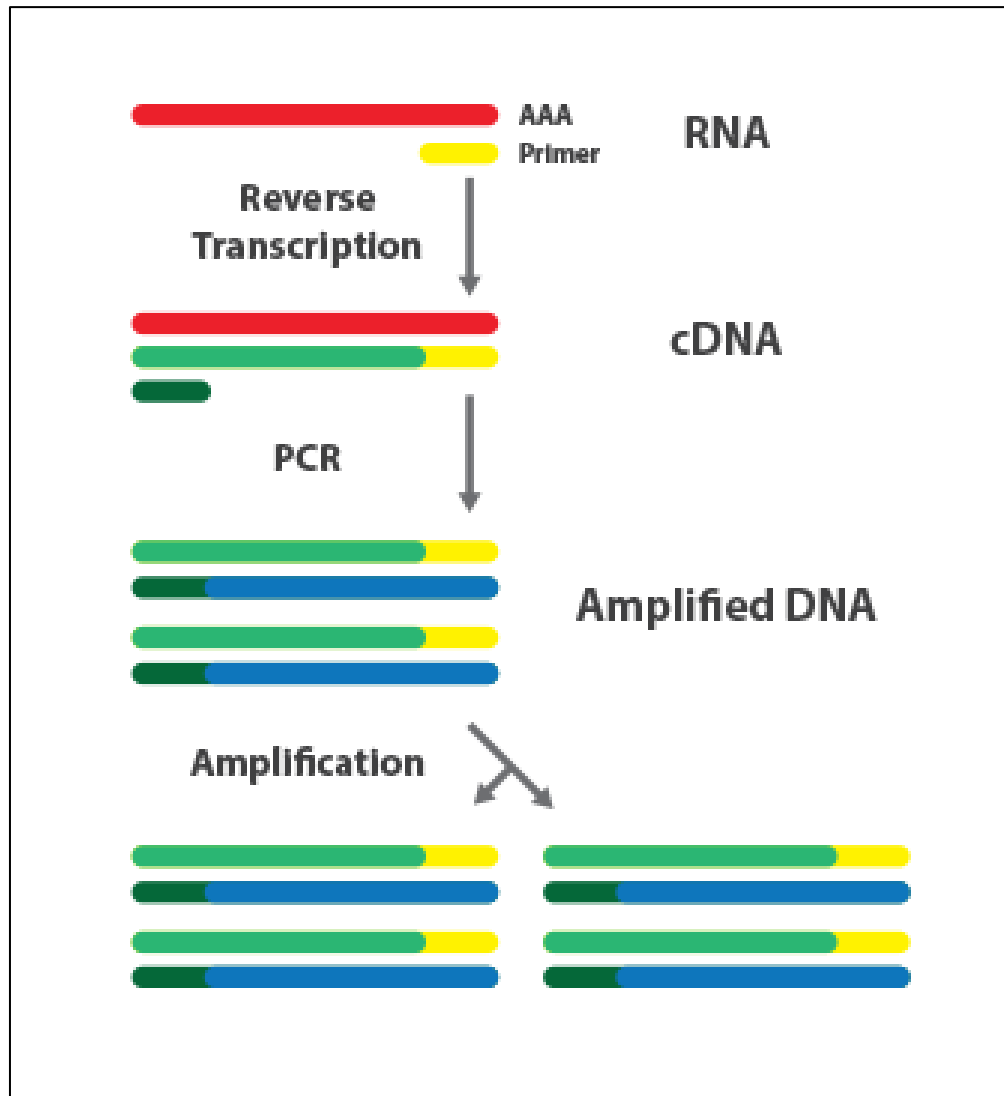 AAA
RNA
Primer
Reverse
Transcription
cDNA
PCR
Amplified DNA
Amplification